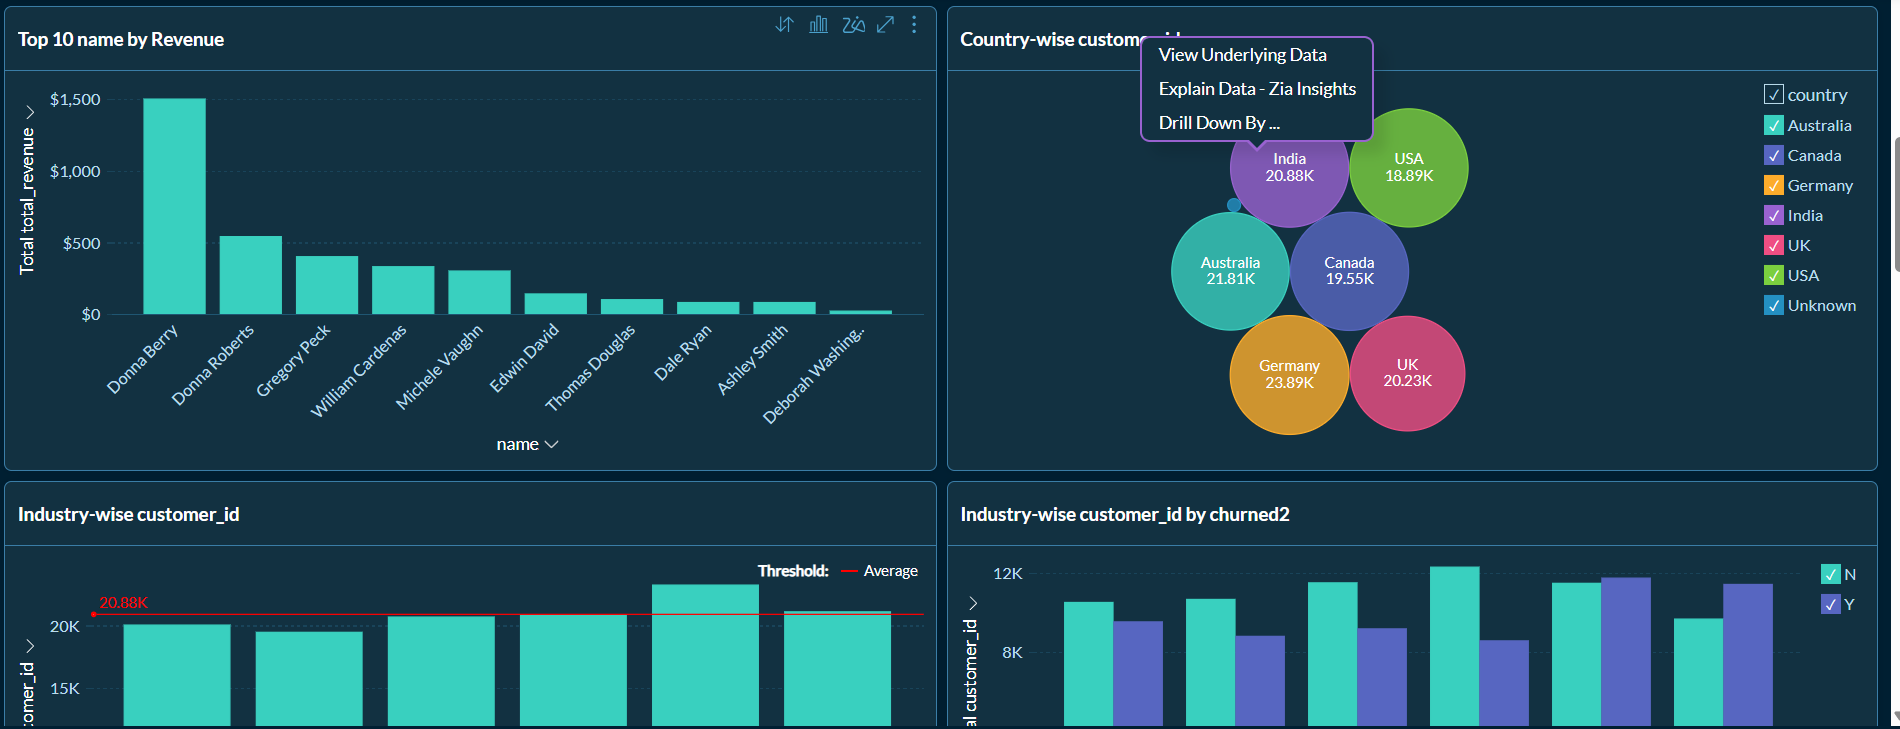 Top 10 name by Revenue
Total total_revenue
$1,500
$1,000
$500
$0
Donna Berry
Donna Roberts
Gregory Peck
William Cardenas
Michele Vaughn
Edwin David
Thomas Douglas
Dale Ryan
Ashley Smith
Deborah Washing..
name
Country-wise
View Underlying Data
Explain Data - Zia Insights
Drill Down By ...
India
20.88K
USA
18.89K
Australia
21.81K
Canada
19.55K
Germany
23.89K
UK
20.23K
country
Australia
Canada
Germany
India
UK
USA
Unknown
Industry-wise customer_id
Threshold: Average
20.88K
20K
15K
omer_id
Industry-wise customer_id by churned2
12K
8K
al customer_id
N
Y